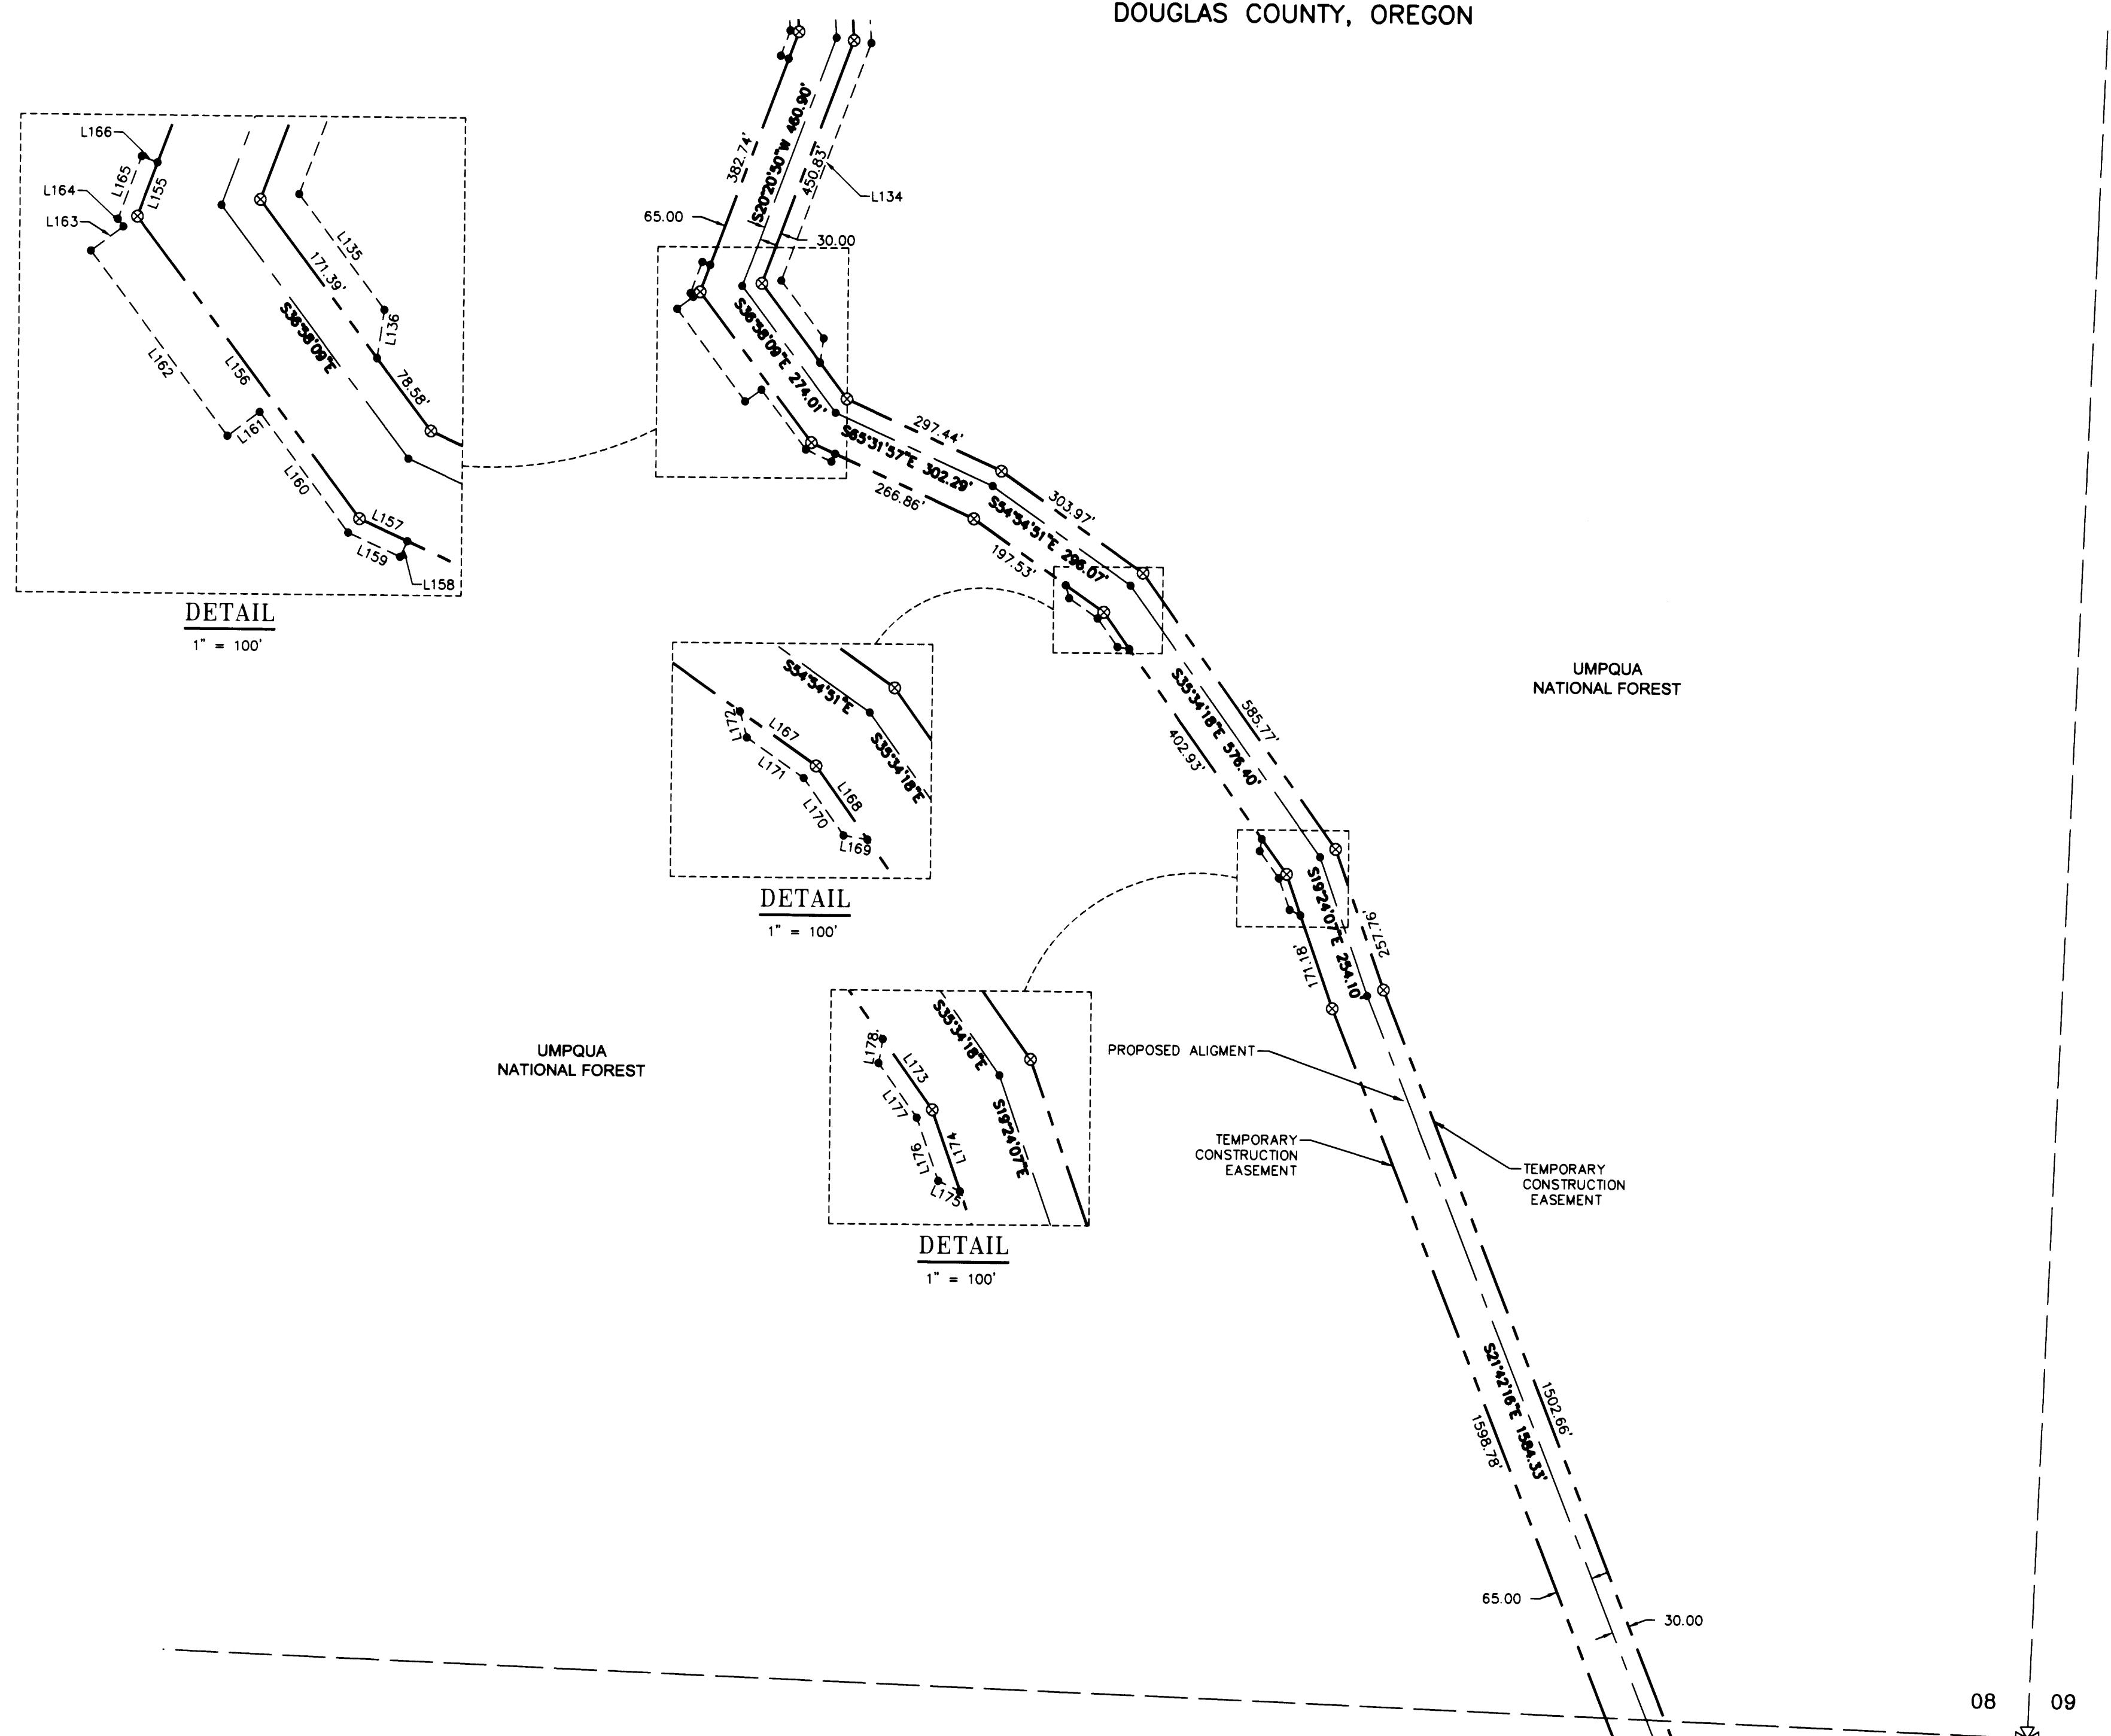 DOUGLAS COUNTY, OREGON
L166
L165
L155
L164
L163
L135
171.39'
L136
S36°38'09"E
L162
L156
78.58'
L161
L160
L157
L159
L158
DETAIL
1" = 100'
382.74'
S20°20'50"W 460.90'
450.83'
L134
65.00
30.00
S36°38'09"E 274.01'
297.44'
S65°31'57"E 302.29'
266.86'
303.97'
S54°54'51"E 296.07'
197.53'
S54°54'51"E
L172
L167
S35°34'18"E
L171
L168
L170
L169
DETAIL
1" = 100'
UMPQUA
NATIONAL FOREST
585.77'
S35°34'18"E 576.40'
402.93'
S19°24'07"E 254.10'
257.76'
171.18'
S35°34'18"E
L178
L173
L177
S19°24'07"E
L174
L176
L175
DETAIL
1" = 100'
UMPQUA
NATIONAL FOREST
PROPOSED ALIGMENT
TEMPORARY
CONSTRUCTION
EASEMENT
TEMPORARY
CONSTRUCTION
EASEMENT
S21°42'16"E 1584.33'
1502.66'
1598.78'
65.00
30.00
08
09